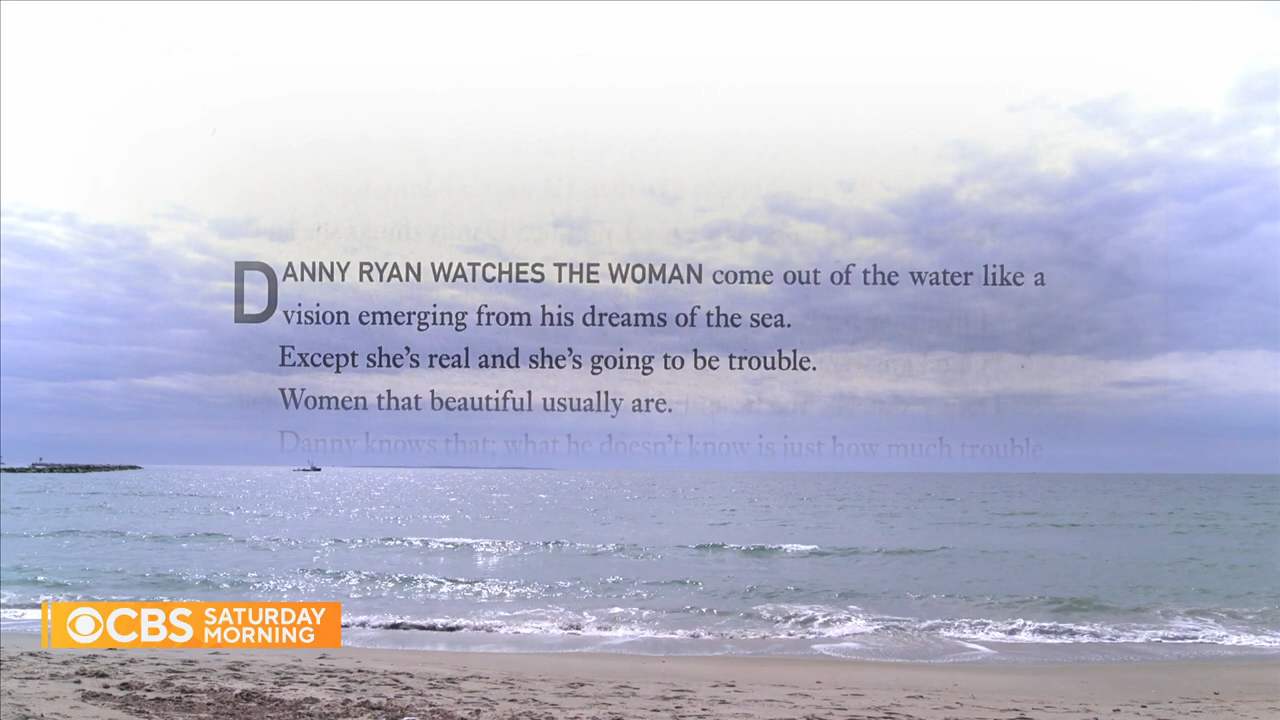 DANNY RYAN WATCHES THE WOMAN come out of the water like a
vision emerging from his dreams of the sea.
Except she’s real and she’s going to be trouble.
Women that beautiful usually are.
Danny knows that; what he doesn’t know is just how much trouble
CBS SATURDAY
MORNING